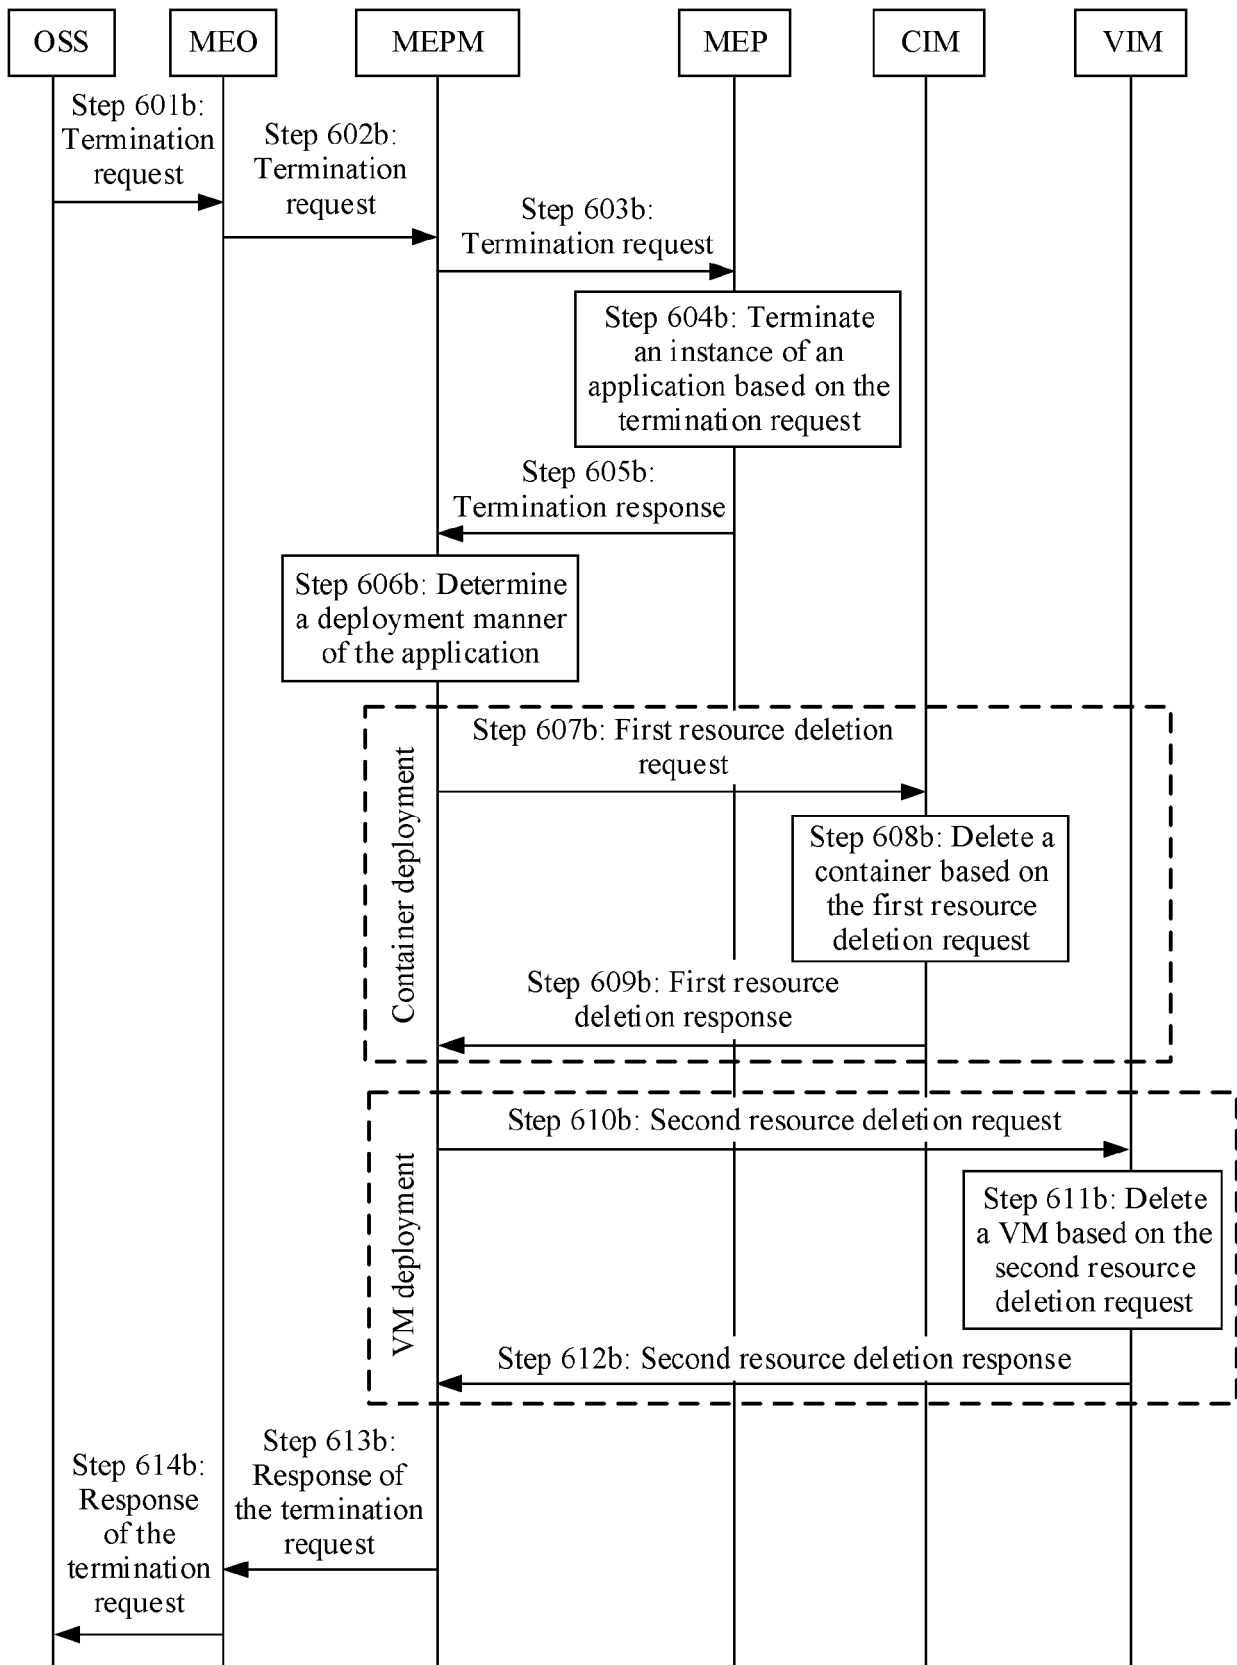 OSS
MEO
MEPM
MEP
CIM
VIM
Step 601b:
Termination
request
Step 602b:
Termination
request
Step 603b:
Termination request
Step 604b: Terminate
an instance of an
application based on the
termination request
Step 605b:
Termination response
Step 606b: Determine
a deployment manner
of the application
Container deployment
Step 607b: First resource deletion
request
Step 608b: Delete a
container based on
the first resource
deletion request
Step 609b: First resource
deletion response
VM deployment
Step 610b: Second resource deletion request
Step 611b: Delete
a VM based on the
second resource
deletion request
Step 612b: Second resource deletion response
Step 613b:
Response of
the termination
request
Step 614b:
Response
of the
termination
request